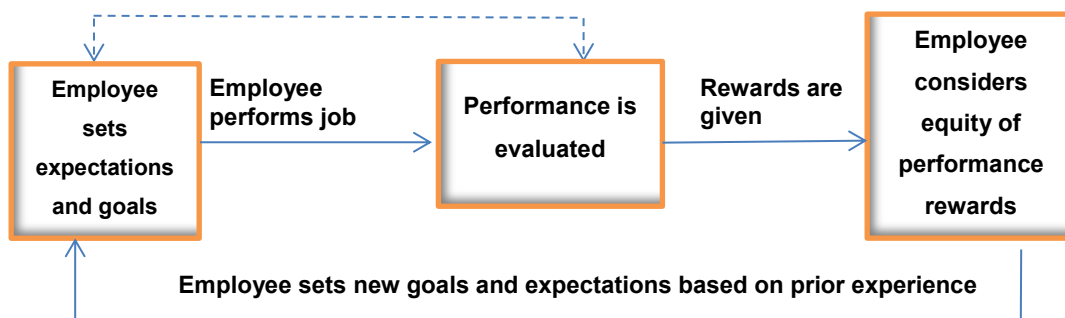 Employee
sets
expectations
and goals
Employee
performs job
Performance is
evaluated
Rewards are
given
Employee
considers
equity of
performance
rewards
Employee sets new goals and expectations based on prior experience